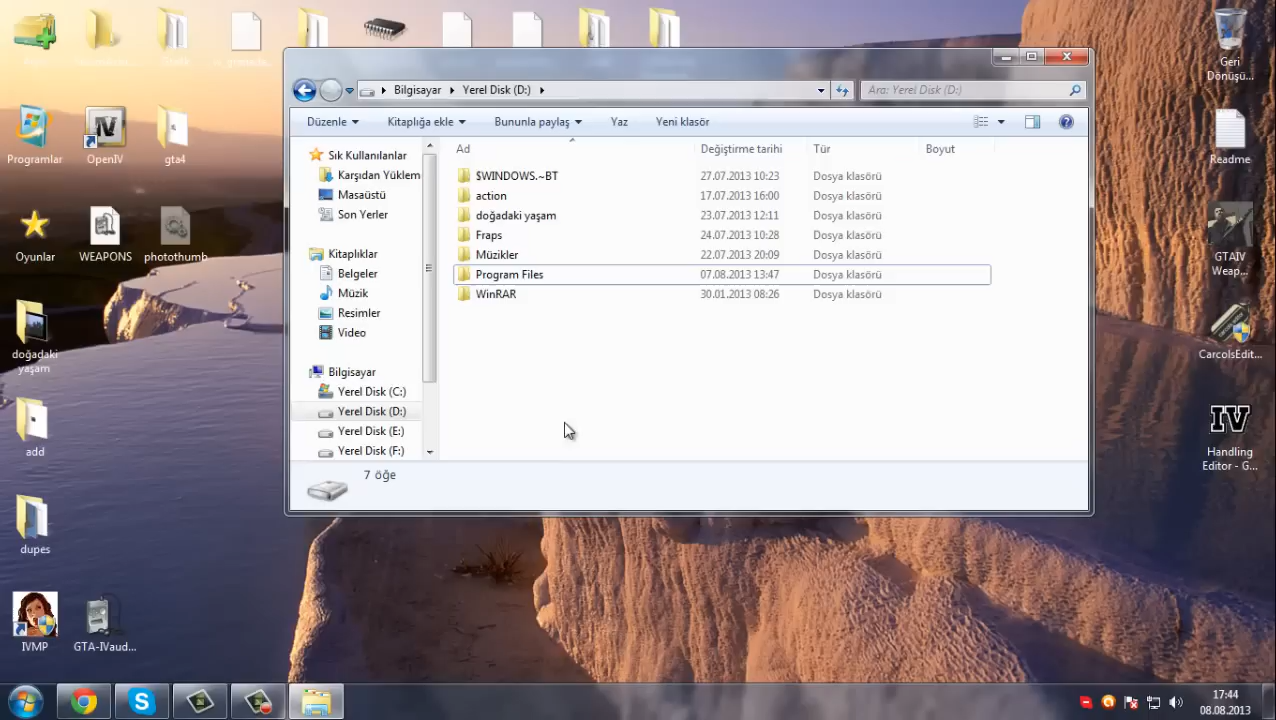 Bilgisayar
Yerel Disk (D:)
Ara: Yerel Disk (D:)
Düzenle
Kitaplığa ekle
Bununla paylaş
Yaz
Yeni klasör
Ad
Değiştirme tarihi
Tür
Boyut
Sık Kullanılanlar
Karşıdan Yüklem
Masaüstü
Son Yerler
Kitaplıklar
Belgeler
Müzik
Resimler
Video
Bilgisayar
Yerel Disk (C:)
Yerel Disk (D:)
Yerel Disk (E:)
Yerel Disk (F:)
$WINDOWS.~BT 27.07.2013 10:23 Dosya klasörü
action 17.07.2013 16:00 Dosya klasörü
doğadaki yaşam 23.07.2013 12:11 Dosya klasörü
Fraps 24.07.2013 10:28 Dosya klasörü
Müzikler 22.07.2013 20:09 Dosya klasörü
Program Files 07.08.2013 13:47 Dosya klasörü
WinRAR 30.01.2013 08:26 Dosya klasörü
7 öğe
Programlar
OpenIV
gta4
Oyunlar
WEAPONS
photothumb
doğadaki
yaşam
add
dupes
IVMP
GTA-IVaud...
Geri
Dönüşü...
Readme
GTAIV
Weap...
CarcolsEdit...
IV
Handling
Editor - G...
17:44
08.08.2013